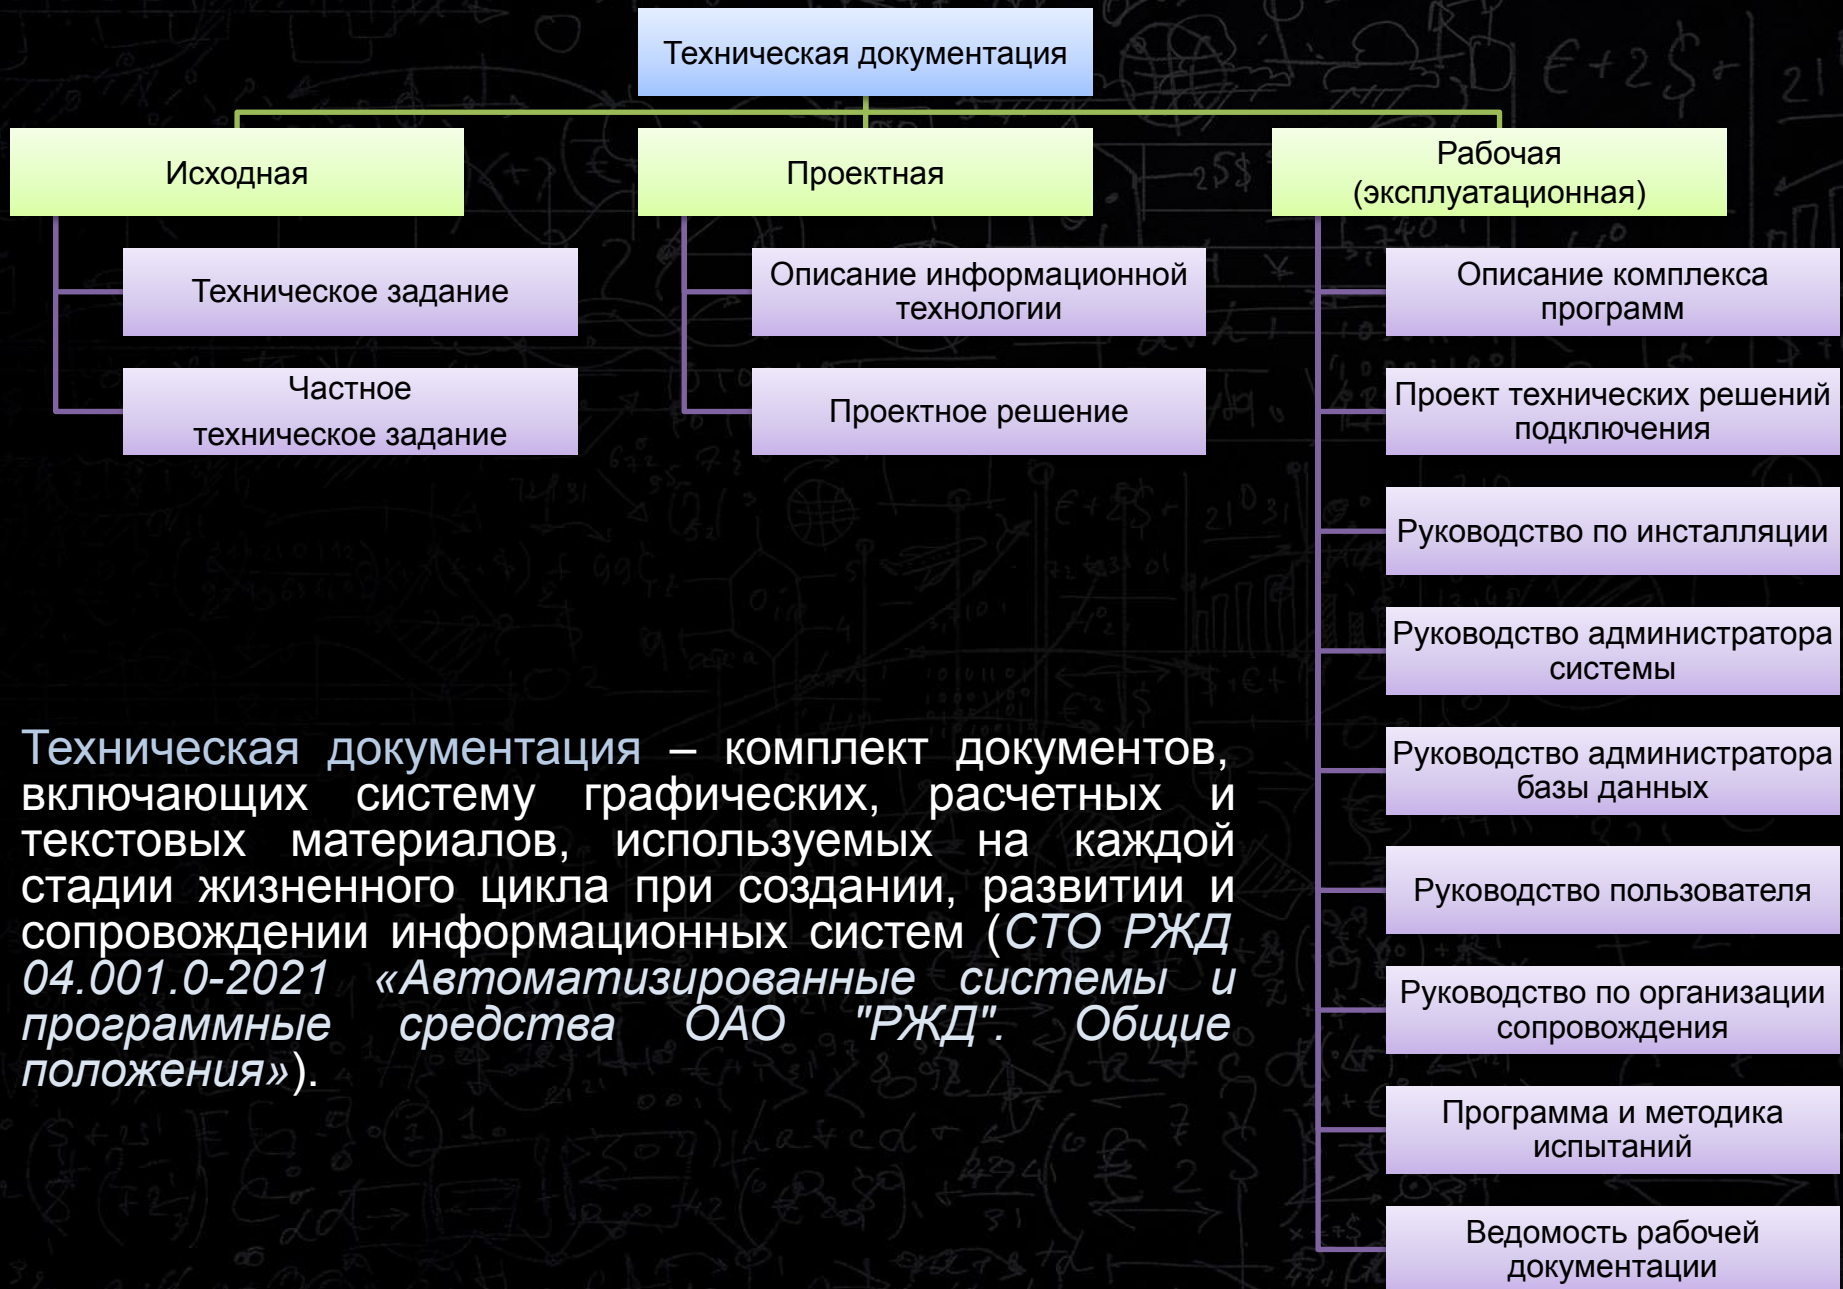 Техническая документация
Исходная
Техническое задание
Частное
техническое задание
Проектная
Описание информационной
технологии
Проектное решение
Рабочая
(эксплуатационная)
Описание комплекса
программ
Проект технических решений
подключения
Руководство по инсталляции
Руководство администратора
системы
Руководство администратора
базы данных
Руководство пользователя
Руководство по организации
сопровождения
Программа и методика
испытаний
Ведомость рабочей
документации
Техническая документация – комплект документов,
включающих систему графических, расчетных и
текстовых материалов, используемых на каждой
стадии жизненного цикла при создании, развитии и
сопровождении информационных систем (СТО РЖД
04.001.0-2021 «Автоматизированные системы и
программные средства ОАО "РЖД". Общие
положения»).